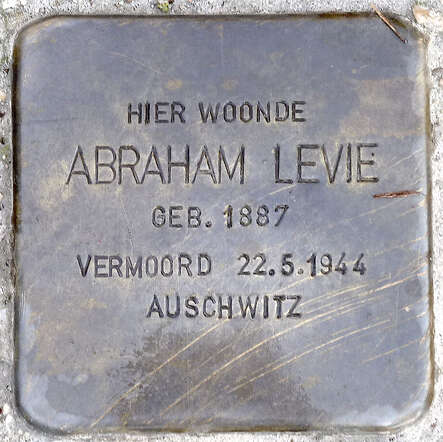 HIER WOONDE
ABRAHAM LEVIE
GEB. 1887
VERMOORD 22.5.1944
AUSCHWITZ